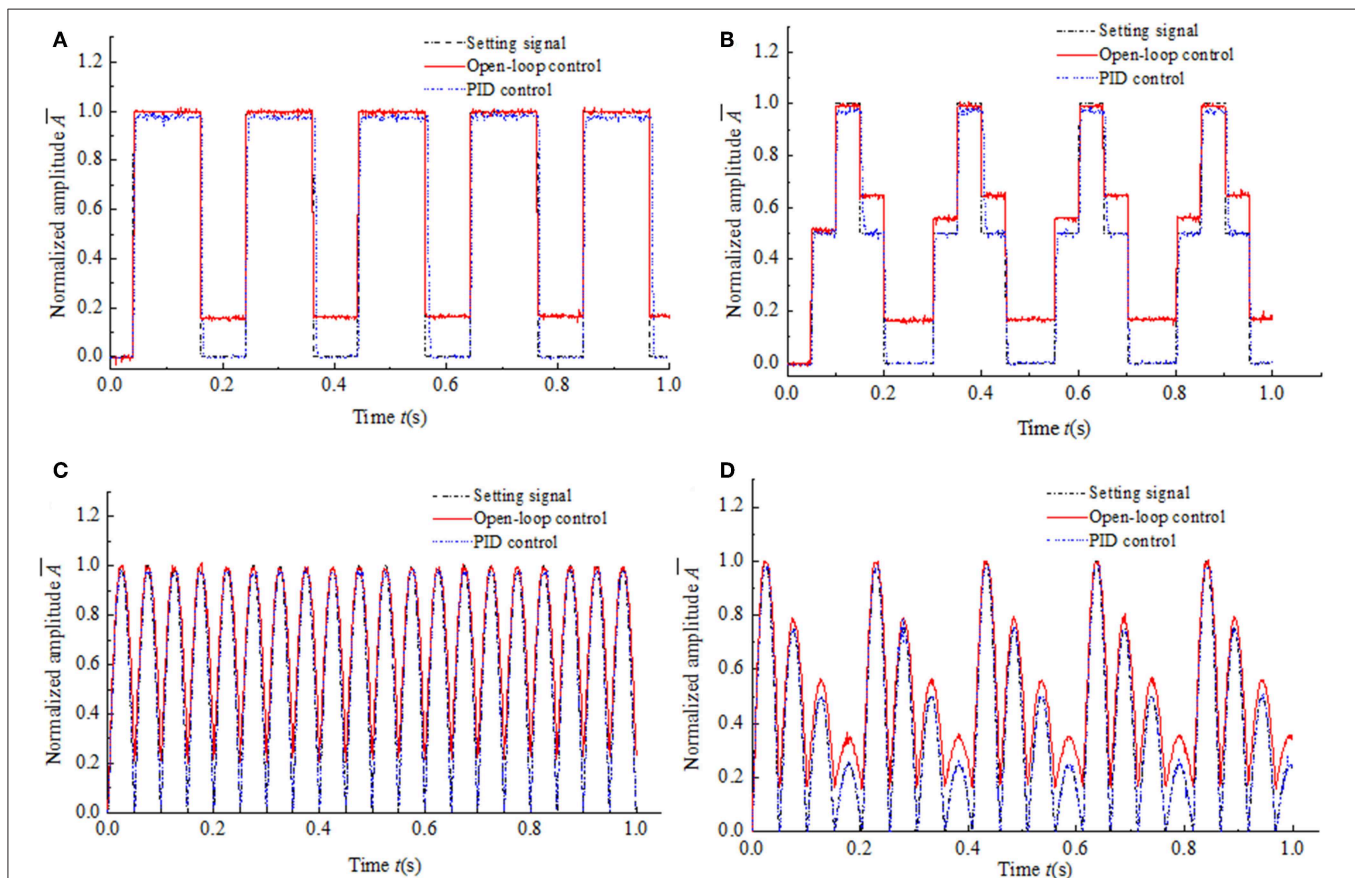 A
Setting signal
Open-loop control
PID control
Normalized amplitude A
1.2
1.0
0.8
0.6
0.4
0.2
0.0
0.0 0.2 0.4 0.6 0.8 1.0
Time t(s)
B
Setting signal
Open-loop control
PID control
Normalized amplitude A
1.2
1.0
0.8
0.6
0.4
0.2
0.0
0.0 0.2 0.4 0.6 0.8 1.0
Time t(s)
C
Setting signal
Open-loop control
PID control
Normalized amplitude A
1.2
1.0
0.8
0.6
0.4
0.2
0.0
0.0 0.2 0.4 0.6 0.8 1.0
Time t(s)
D
Setting signal
Open-loop control
PID control
Normalized amplitude A
1.2
1.0
0.8
0.6
0.4
0.2
0.0
0.0 0.2 0.4 0.6 0.8 1.0
Time t(s)